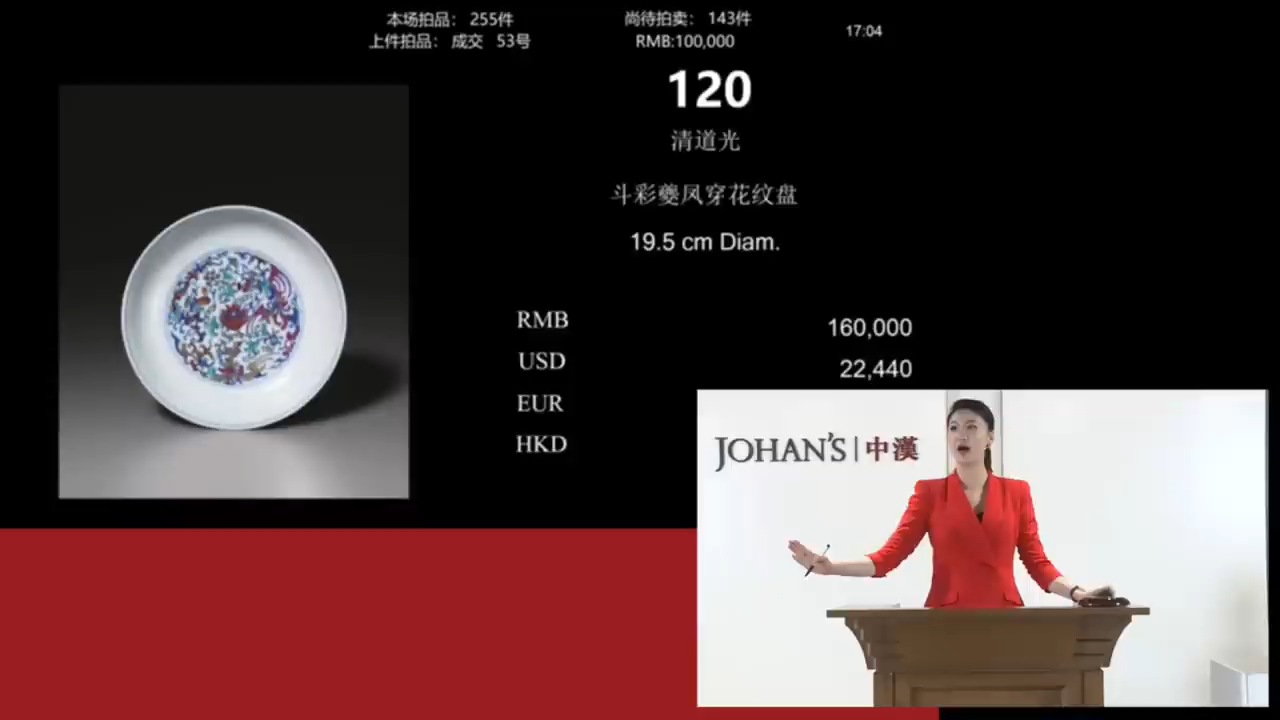 本场拍品： 255件
尚待拍卖： 143件
上件拍品： 成交 53号
RMB:100,000
17:04
120
清道光
斗彩夔凤穿花纹盘
19.5 cm Diam.
RMB 160,000
USD 22,440
EUR
HKD
JOHAN'S | 中漢